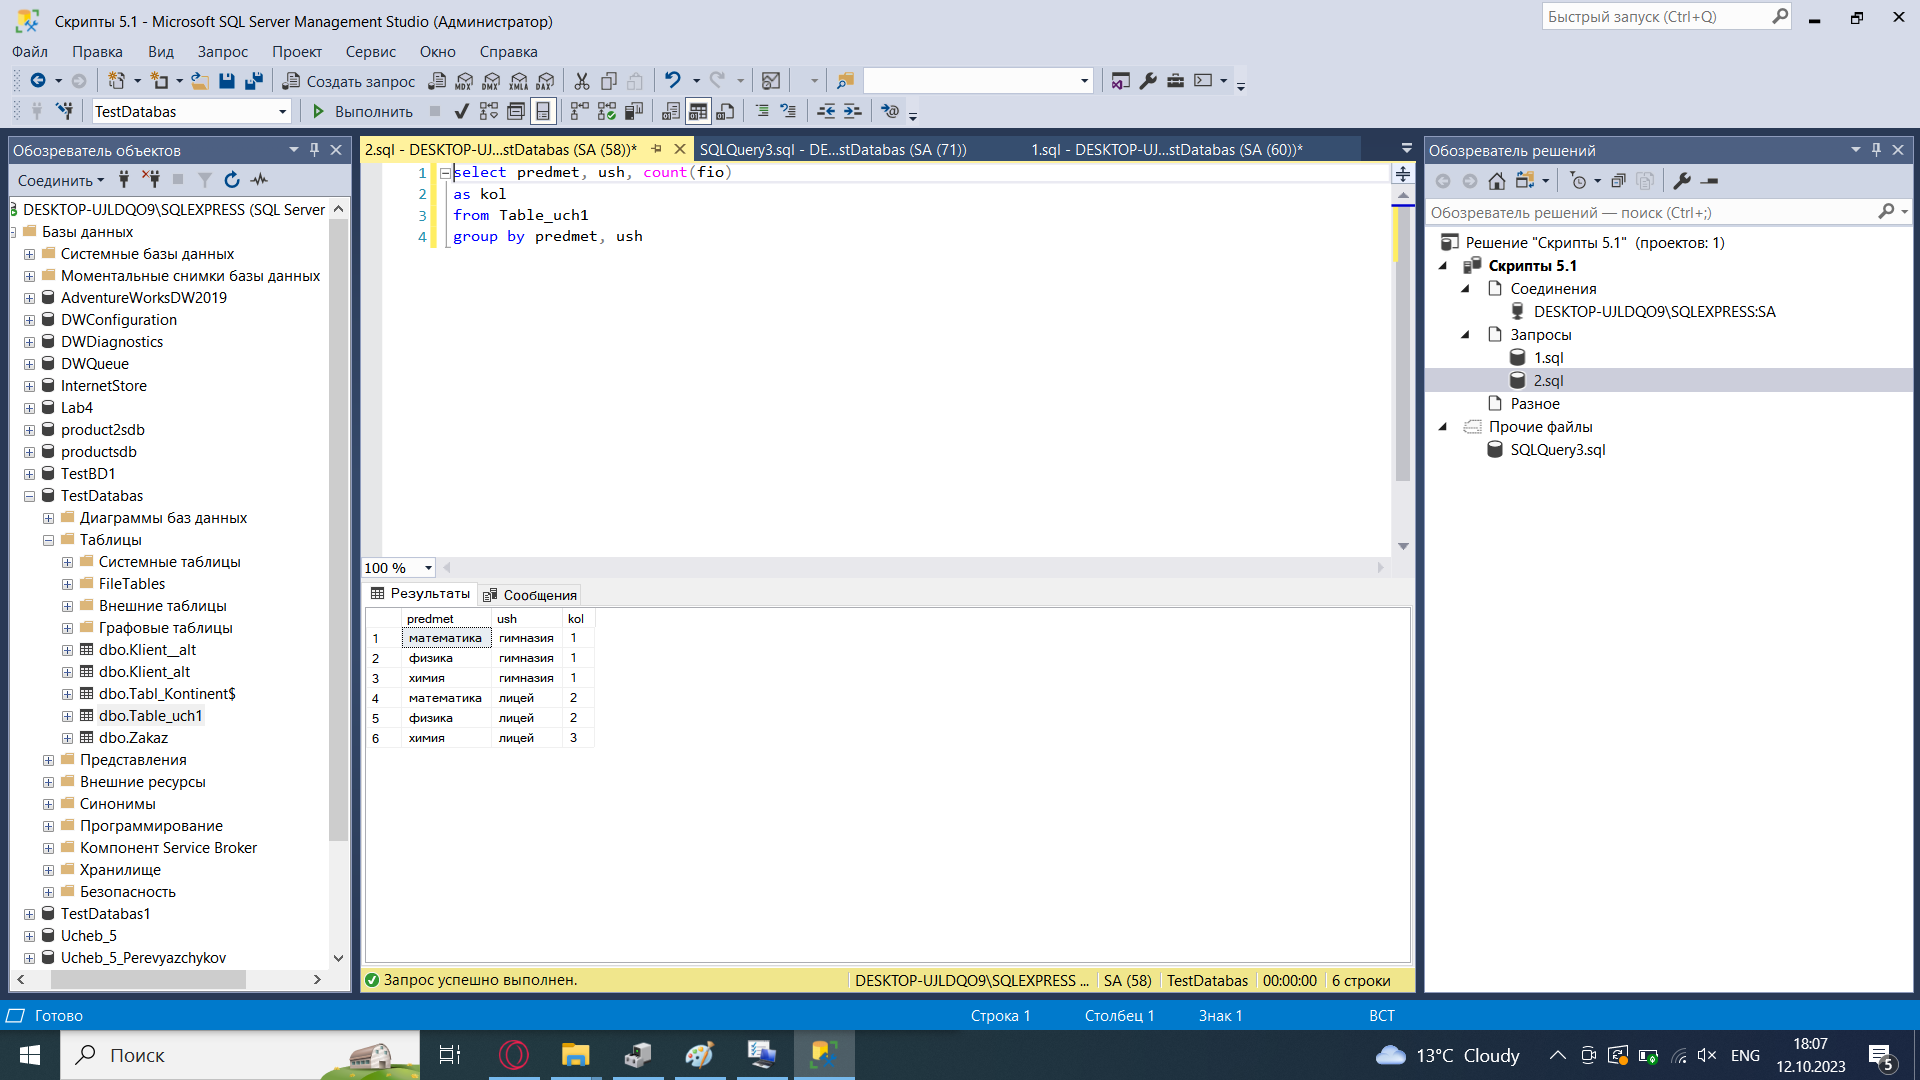 Скрипты 5.1 - Microsoft SQL Server Management Studio (Администратор)
Быстрый запуск (Ctrl+Q)
Файл Правка Вид Запрос Проект Сервис Окно Справка
Создать запрос
MDX DMX XMLA DAX
TestDatabas
Выполнить
Обозреватель объектов
Соединить
DESKTOP-UJLDQO9\SQLEXPRESS (SQL Server
Базы данных
Системные базы данных
Моментальные снимки базы данных
AdventureWorksDW2019
DWConfiguration
DWDiagnostics
DWQueue
InternetStore
Lab4
product2sdb
productsdb
TestBD1
TestDatabas
Диаграммы баз данных
Таблицы
Системные таблицы
FileTables
Внешние таблицы
Графовые таблицы
dbo.Klient__alt
dbo.Klient_alt
dbo.Tabl_Kontinent$
dbo.Table_uch1
dbo.Zakaz
Представления
Внешние ресурсы
Синонимы
Программирование
Компонент Service Broker
Хранилище
Безопасность
TestDatabas1
Ucheb_5
Ucheb_5_Perevyazchykov
2.sql - DESKTOP-UJ...stDatabas (SA (58))*
SQLQuery3.sql - DE...stDatabas (SA (71))
1.sql - DESKTOP-UJ...stDatabas (SA (60))*
1 select predmet, ush, count(fio)
2 as kol
3 from Table_uch1
4 group by predmet, ush
100 %
Результаты Сообщения
predmet ush kol
1 математика гимназия 1
2 физика гимназия 1
3 химия гимназия 1
4 математика лицей 2
5 физика лицей 2
6 химия лицей 3
Запрос успешно выполнен.
DESKTOP-UJLDQO9\SQLEXPRESS ... SA (58) TestDatabas 00:00:00 6 строки
Обозреватель решений
Обозреватель решений — поиск (Ctrl+;)
Решение "Скрипты 5.1" (проектов: 1)
Скрипты 5.1
Соединения
DESKTOP-UJLDQO9\SQLEXPRESS:SA
Запросы
1.sql
2.sql
Разное
Прочие файлы
SQLQuery3.sql
Готово
Строка 1 Столбец 1 Знак 1 ВСТ
Поиск
13°C Cloudy
ENG
18:07
12.10.2023
5